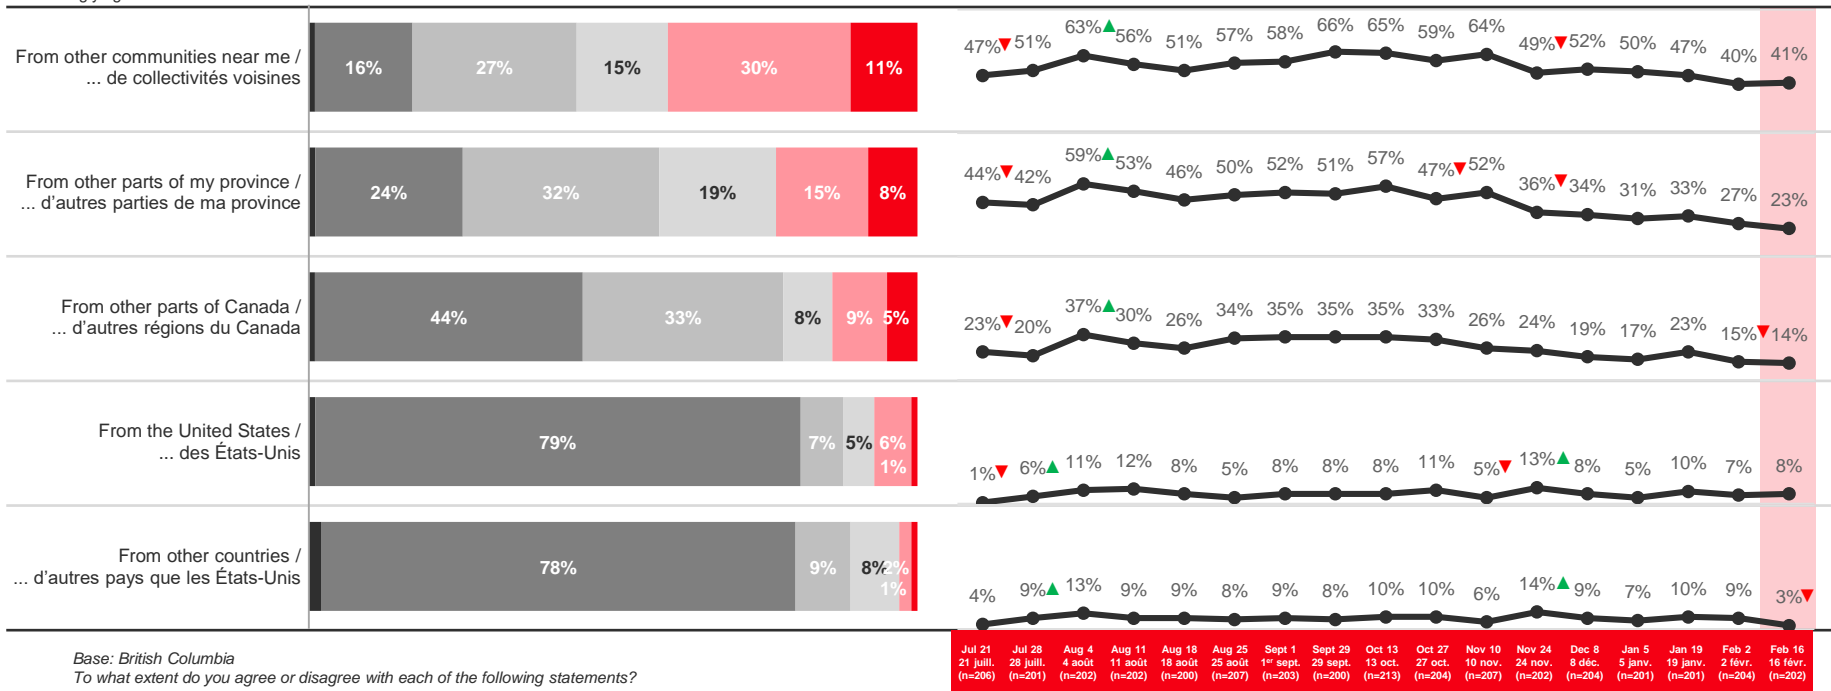 From other communities near me /
... de collectivités voisines
16% 27% 15% 30% 11%
47% 51% 63% 56% 51% 57% 58% 66% 65% 59% 64% 49% 52% 50% 47% 40% 41%
From other parts of my province /
... d'autres parties de ma province
24% 32% 19% 15% 8%
44% 42% 59% 53% 46% 50% 52% 51% 57% 47% 52% 36% 34% 31% 33% 27% 23%
From other parts of Canada /
... d'autres régions du Canada
44% 33% 8% 9% 5%
23% 20% 37% 30% 26% 34% 35% 35% 35% 33% 26% 24% 19% 17% 23% 15% 14%
From the United States /
... des États-Unis
79% 7% 5% 6%
1%
1% 6% 11% 12% 8% 5% 8% 8% 8% 11% 5% 13% 8% 5% 10% 7% 8%
From other countries /
... d'autres pays que les États-Unis
78% 9% 8% 2%
1%
4% 9% 13% 9% 9% 8% 9% 8% 10% 10% 6% 14% 9% 7% 10% 9% 3%
Jul 21 Jul 28 Aug 4 Aug 11 Aug 18 Aug 25 Sept 1 Sept 29 Oct 13 Oct 27 Nov 10 Nov 24 Dec 8 Jan 5 Jan 19 Feb 2 Feb 16
21 juill. 28 juill. 4 août 11 août 18 août 25 août 1er sept. 29 sept. 13 oct. 27 oct. 10 nov. 24 nov. 8 déc. 5 janv. 19 janv. 2 févr. 16 févr.
(n=206) (n=201) (n=202) (n=202) (n=200) (n=207) (n=203) (n=200) (n=213) (n=204) (n=207) (n=202) (n=204) (n=201) (n=201) (n=204) (n=202)
Base: British Columbia
To what extent do you agree or disagree with each of the following statements?